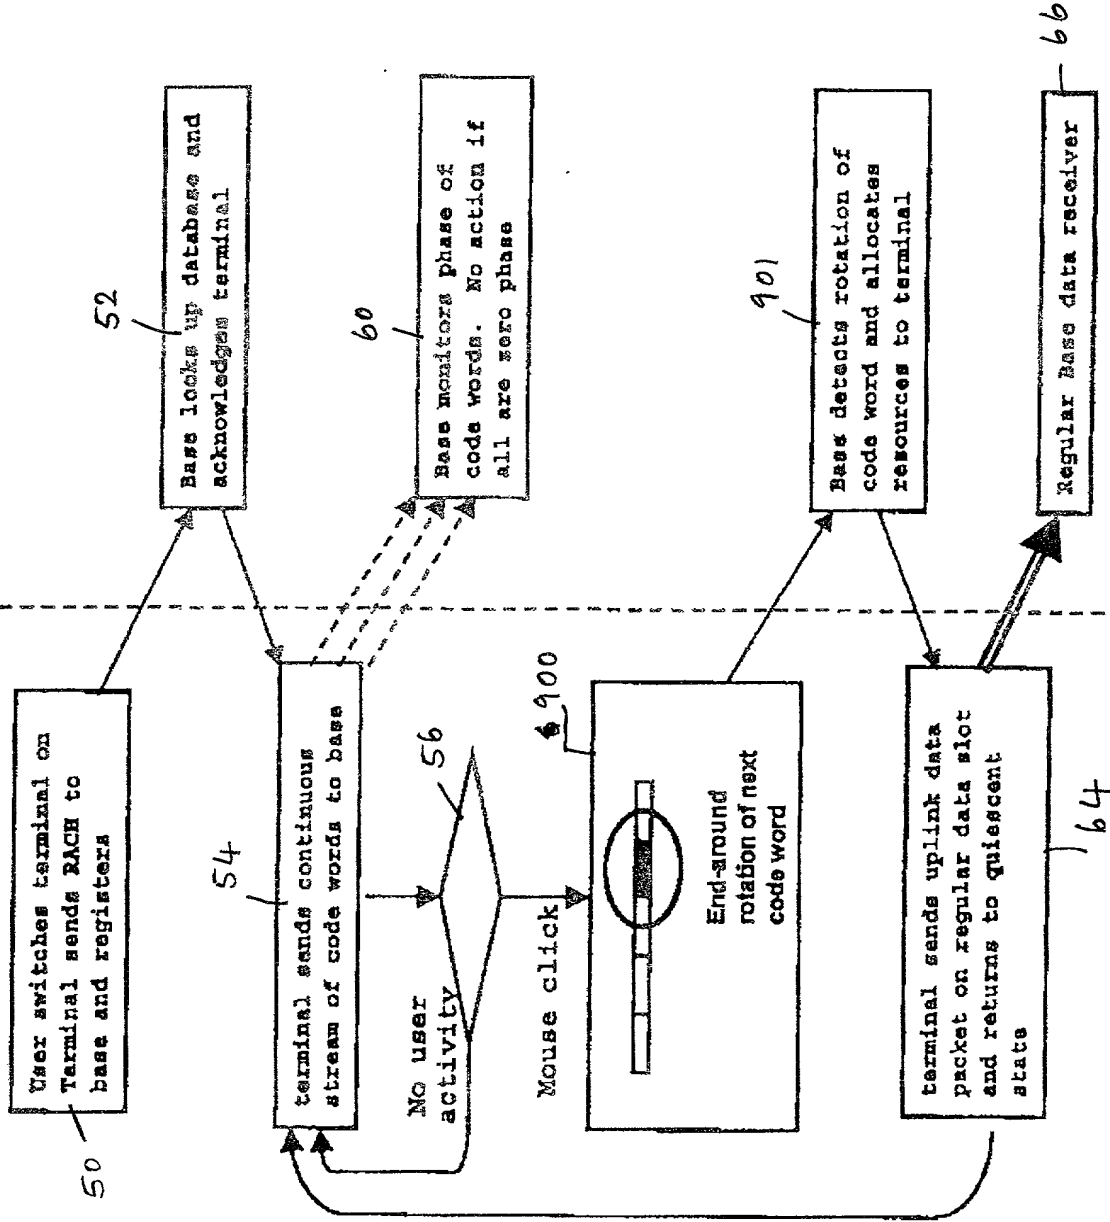 User switches terminal on
Terminal sends RACH to
base and registers
50
52
Base looks up database and
acknowledges terminal
54
terminal sends continuous
stream of code words to base
60
Base monitors phase of
code words. No action if
all are zero phase
56
No user
activity
Mouse click
900
End-around
rotation of next
code word
901
Base detects rotation of
code word and allocates
resources to terminal
terminal sends uplink data
packet on regular data slot
and returns to quiescent
state
64
Regular Base data receiver
66